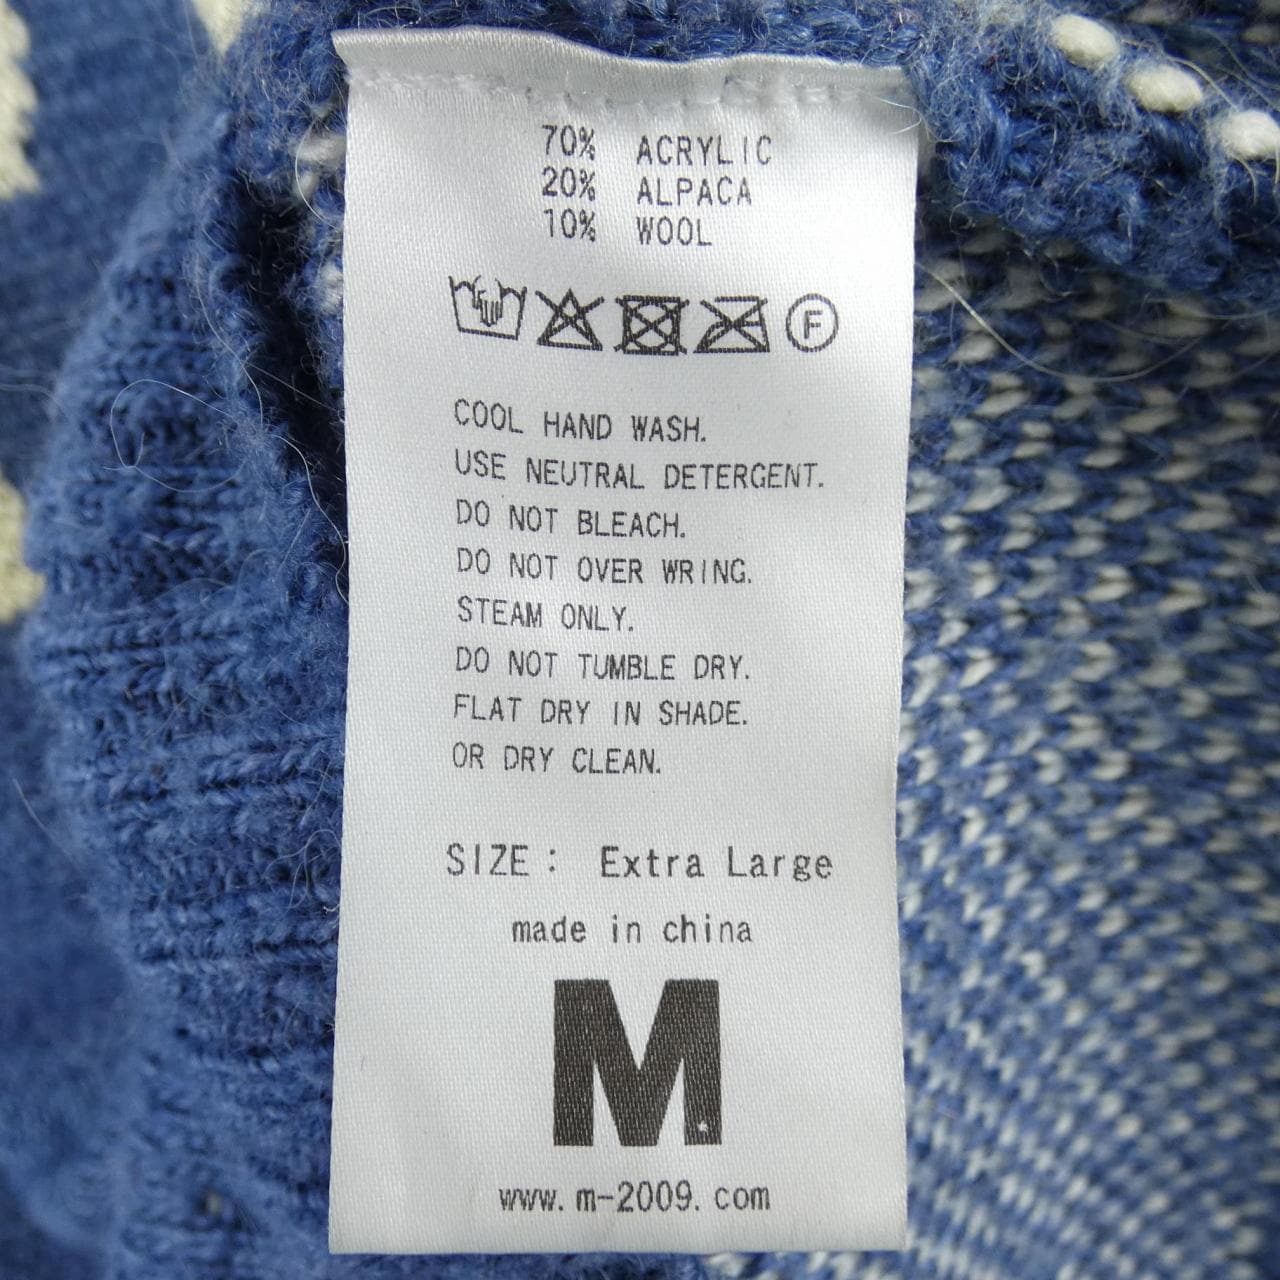 70% ACRYLIC
20% ALPACA
10% WOOL
F
COOL HAND WASH.
USE NEUTRAL DETERGENT.
DO NOT BLEACH.
DO NOT OVER WRING.
STEAM ONLY.
DO NOT TUMBLE DRY.
FLAT DRY IN SHADE.
OR DRY CLEAN.
SIZE: Extra Large
made in china
M
www.m-2009.com